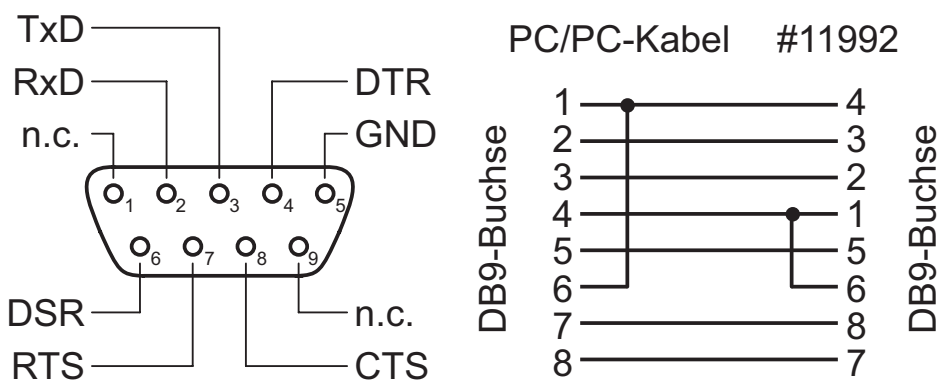 TxD
RxD
n.c.
DTR
GND
1 2 3 4 5
6 7 8 9
DSR
RTS
n.c.
CTS
PC/PC-Kabel #11992
DB9-Buchse
DB9-Buchse
1 4
2 3
3 2
4 1
5 5
6 6
7 8
8 7